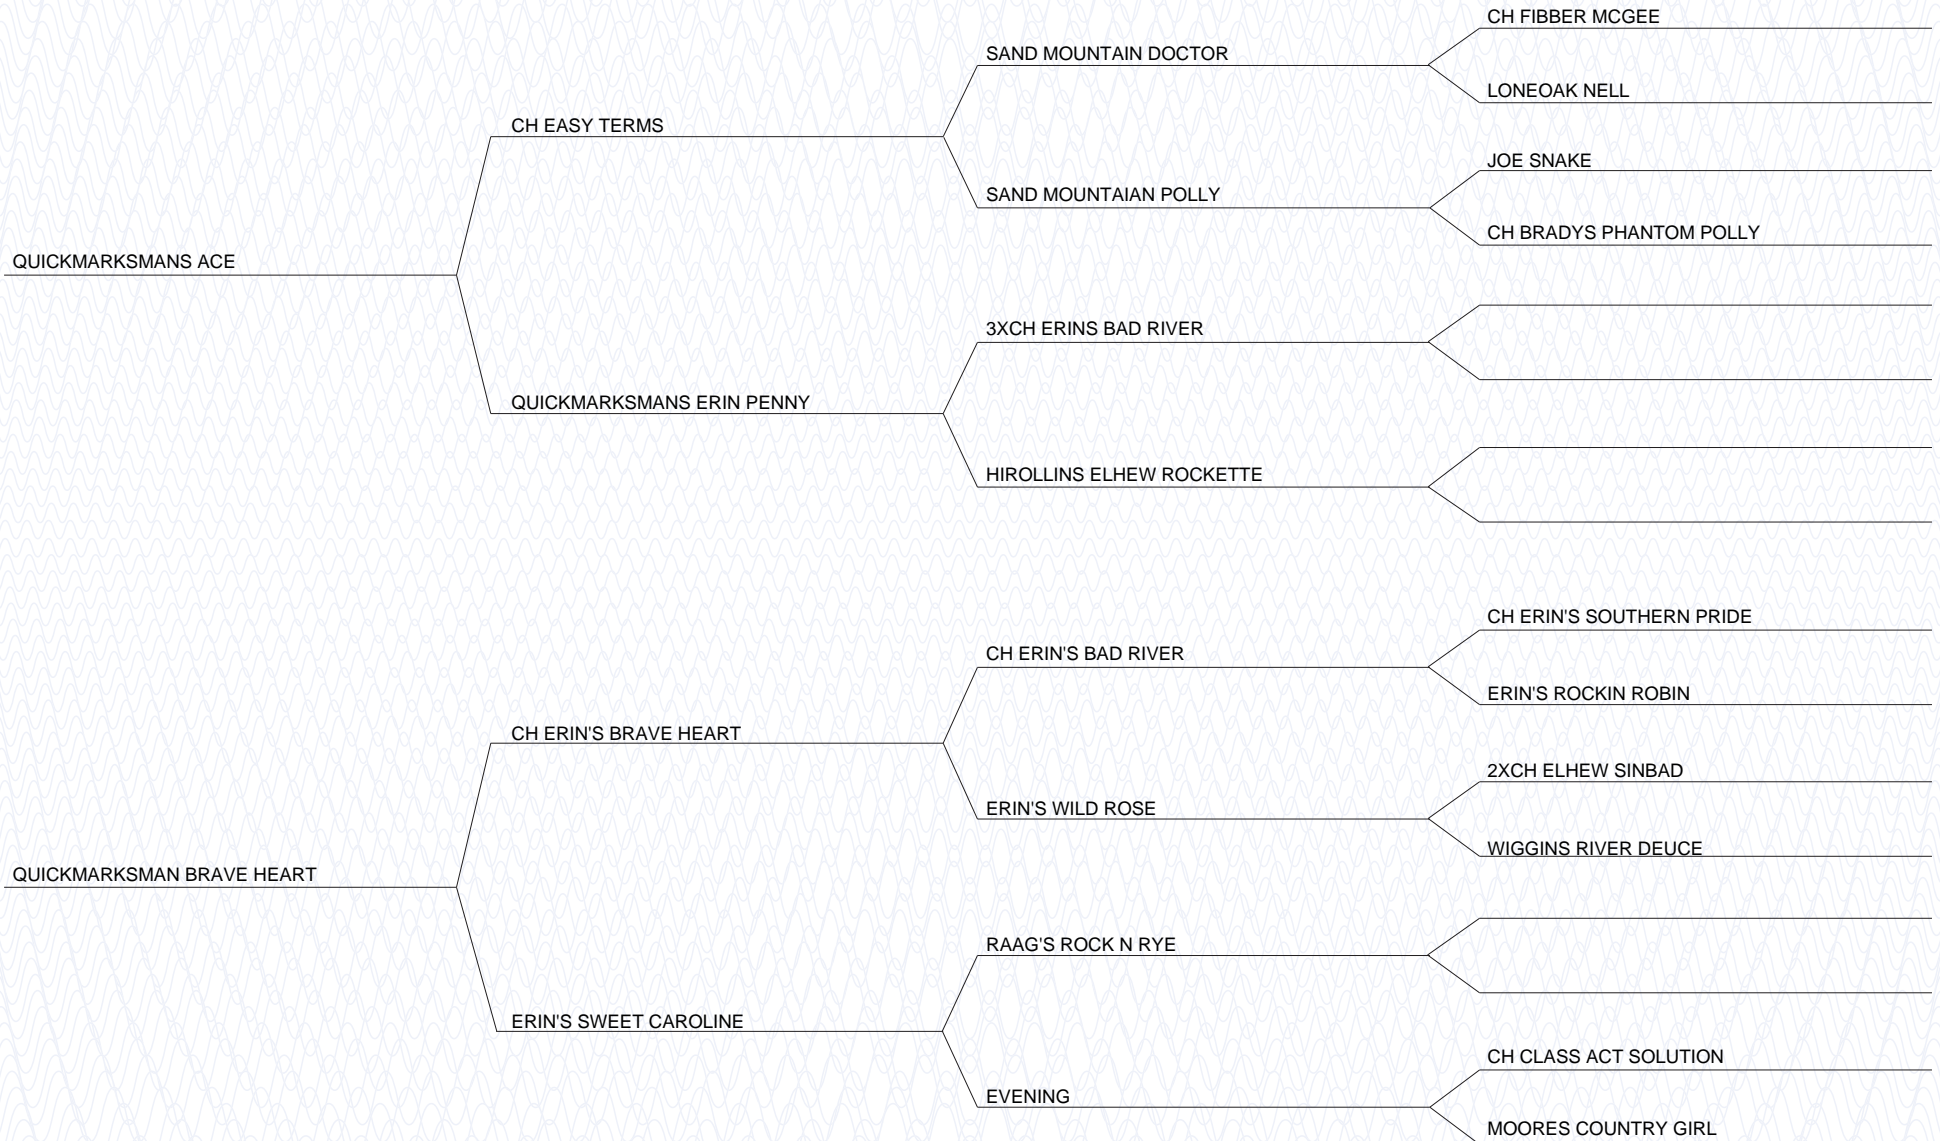 CH FIBBER MCGEE
SAND MOUNTAIN DOCTOR
LONEOAK NELL
CH EASY TERMS
JOE SNAKE
SAND MOUNTAIAN POLLY
CH BRADYS PHANTOM POLLY
QUICKMARKSMANS ACE
3XCH ERINS BAD RIVER
QUICKMARKSMANS ERIN PENNY
HIROLLINS ELHEW ROCKETTE
CH ERIN'S SOUTHERN PRIDE
CH ERIN'S BAD RIVER
ERIN'S ROCKIN ROBIN
CH ERIN'S BRAVE HEART
2XCH ELHEW SINBAD
ERIN'S WILD ROSE
WIGGINS RIVER DEUCE
QUICKMARKSMAN BRAVE HEART
RAAG'S ROCK N RYE
ERIN'S SWEET CAROLINE
CH CLASS ACT SOLUTION
EVENING
MOORES COUNTRY GIRL